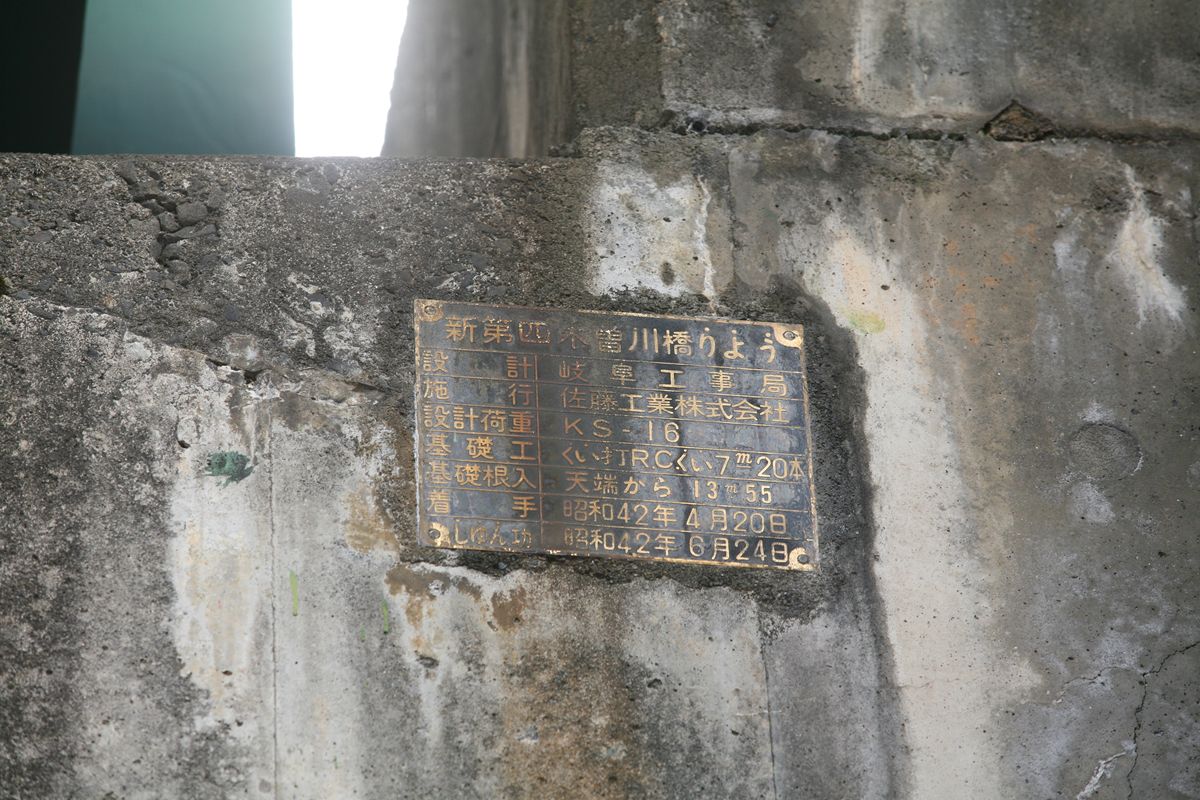 新第四木曽川橋りよう
設計 岐阜工事局
施行 佐藤工業株式会社
設計荷重 KS-16
基礎工 くい打R.Cくい7m20本
基礎根入 天端から 13m55
着手 昭和42年4月20日
しゆん功 昭和42年6月24日